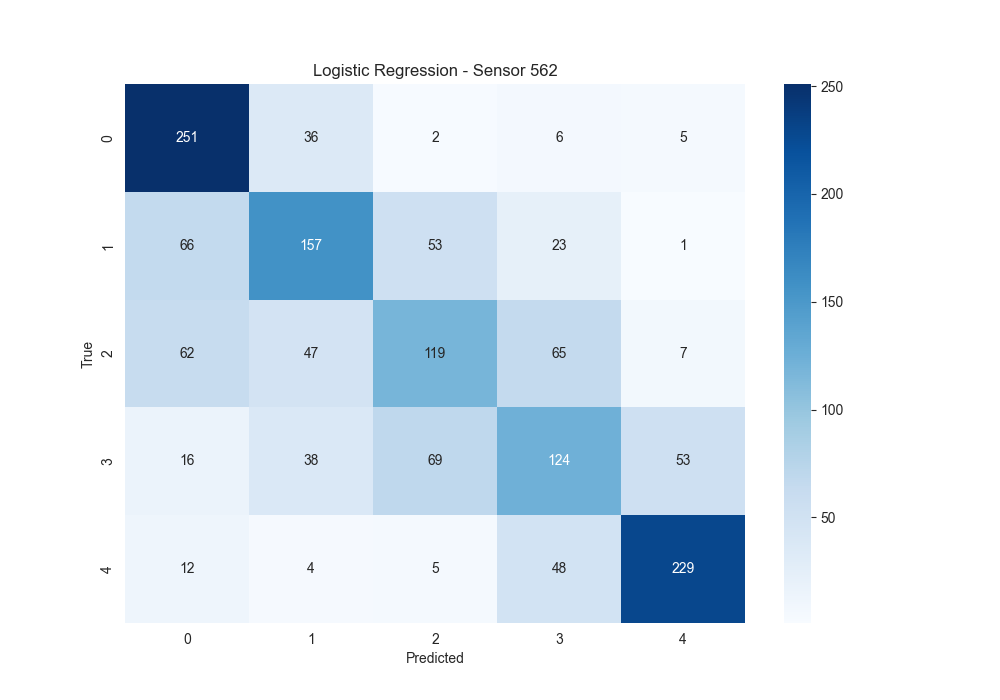 Logistic Regression - Sensor 562
250
0 251 36 2 6 5
200
1 66 157 53 23 1
150
True 2 62 47 119 65 7
100
3 16 38 69 124 53
50
4 12 4 5 48 229
0 1 2 3 4
Predicted